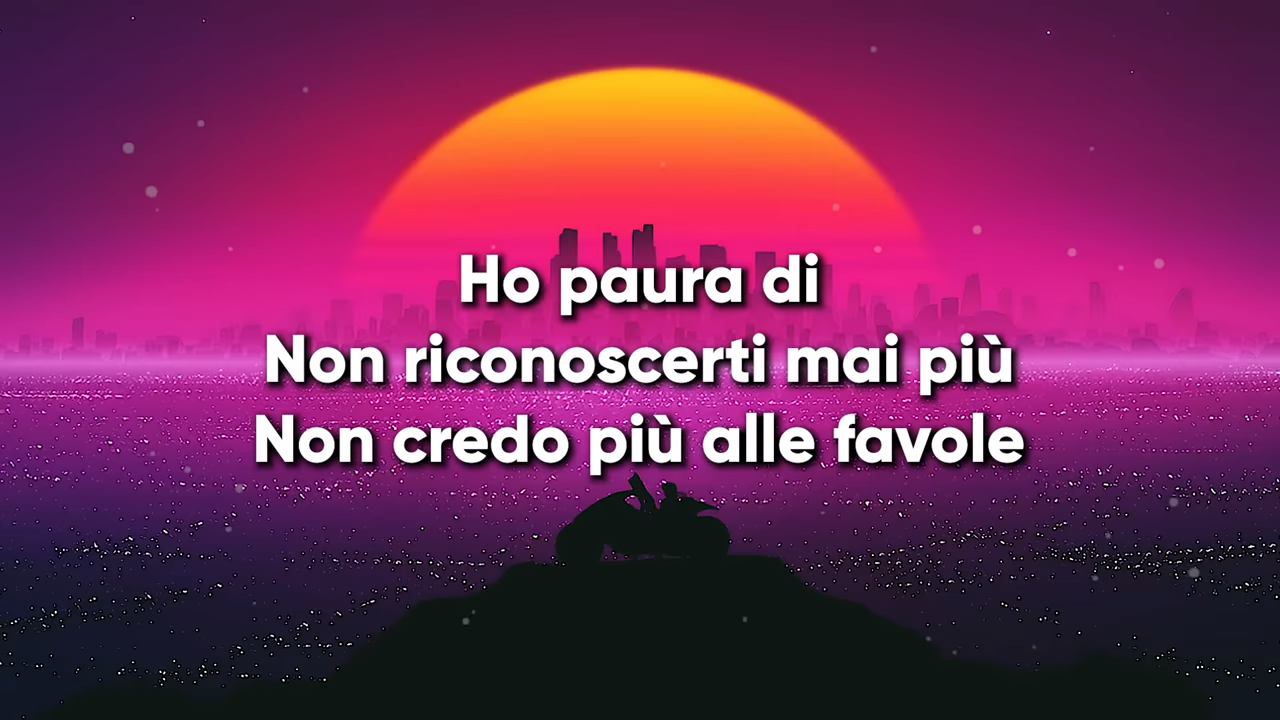 Ho paura di
Non riconoscerti mai più
Non credo più alle favole